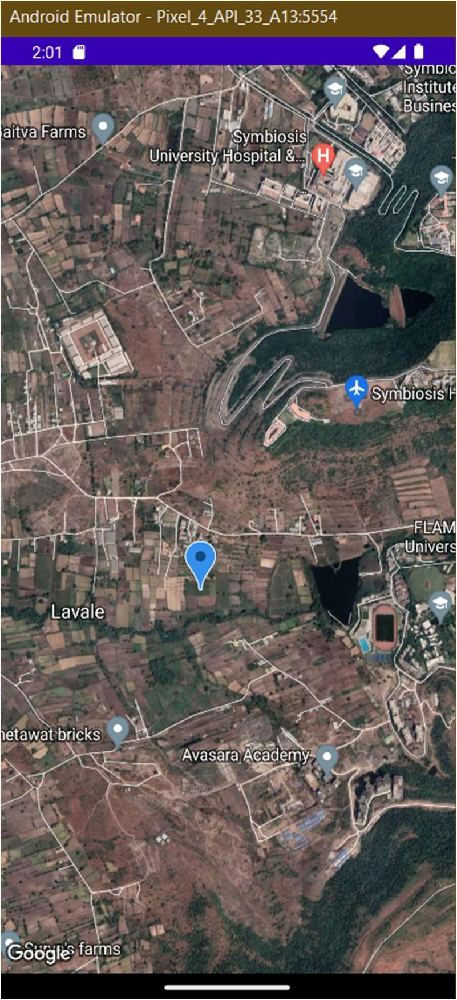 Android Emulator - Pixel_4_API_33_A13:5554
2:01
Symbio
Institute
Busines
aitva Farms
Symbiosis
University Hospital &...
H
Symbiosis H
FLAM
Univers
Lavale
hetawat bricks
Avasara Academy
Google
farms